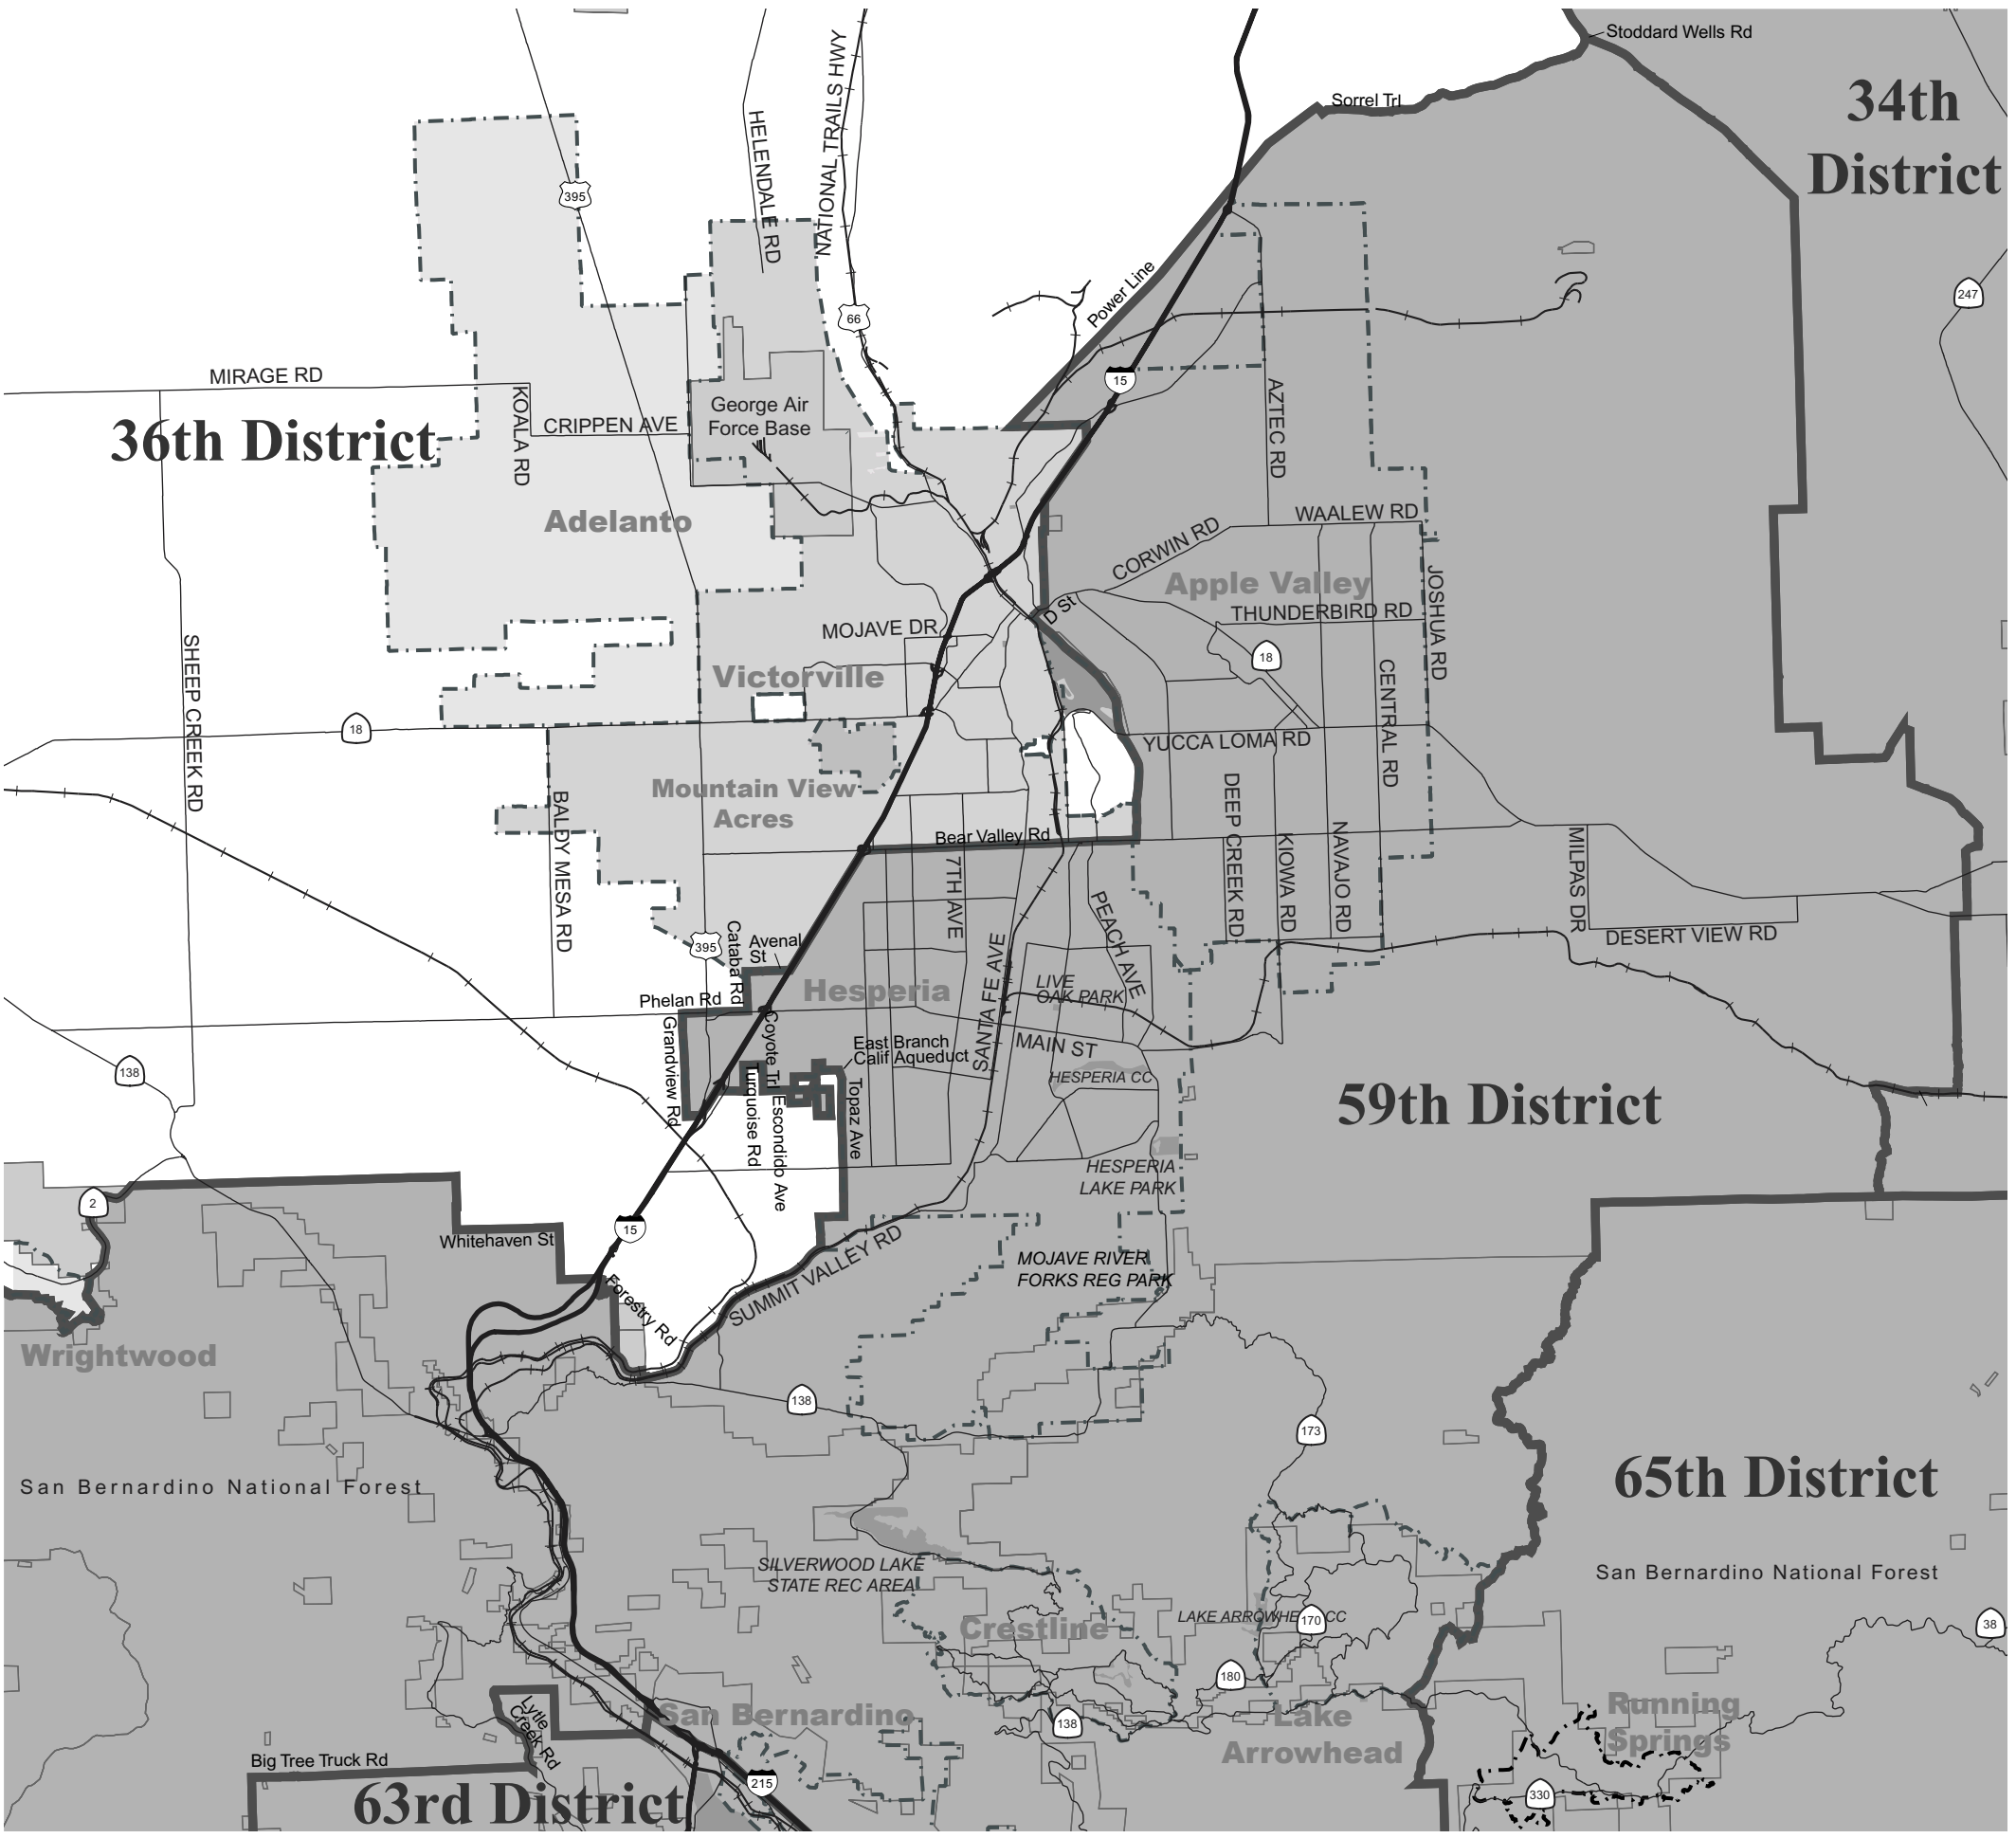 Stoddard Wells Rd
34th
District
Sorrel Trl
HELENDALE RD
NATIONAL TRAILS HWY
395
247
Power Line
66
15
MIRAGE RD
KOALA RD
CRIPPEN AVE
George Air
Force Base
36th District
AZTEC RD
Adelanto
WAALEW RD
CORWIN RD
Apple Valley
JOSHUA RD
D St
THUNDERBIRD RD
MOJAVE DR
18
SHEEP CREEK RD
Victorville
CENTRAL RD
18
YUCCA LOMA RD
Mountain View
Acres
BALDY MESA RD
DEEP CREEK RD
KIOWA RD
NAVAJO RD
MILPAS DR
Bear Valley Rd
7TH AVE
PEACH AVE
DESERT VIEW RD
395
Cataba Rd
Avenal
St
Hesperia
SANTA FE AVE
LIVE
OAK PARK
Phelan Rd
Grandview Rd
Coyote Trl
East Branch
Calif Aqueduct
MAIN ST
HESPERIA CC
138
Turquoise Rd
Escondido Ave
Topaz Ave
59th District
HESPERIA
LAKE PARK
2
15
Whitehaven St
SUMMIT VALLEY RD
MOJAVE RIVER
FORKS REG PARK
Forestry Rd
Wrightwood
138
173
65th District
San Bernardino National Forest
SILVERWOOD LAKE
STATE REC AREA
San Bernardino National Forest
Crestline
LAKE ARROWHE CC
170
38
180
138
San Bernardino
Lake
Arrowhead
Running
Springs
Lytle
Creek Rd
Big Tree Truck Rd
63rd District
215
330